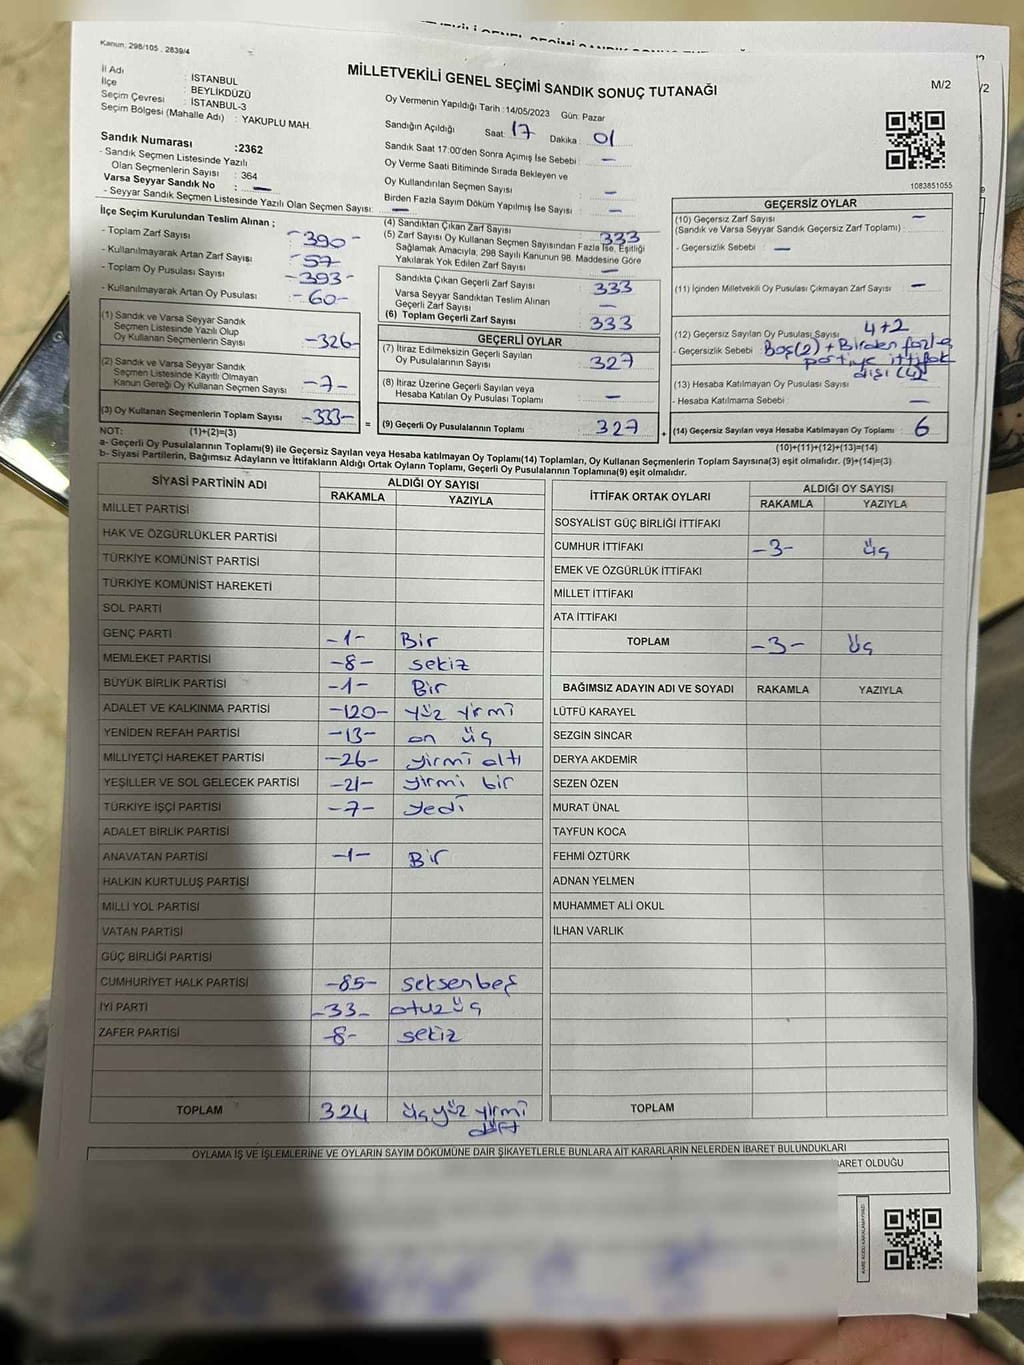 Kanun: 298/105 , 2839/4
MİLLETVEKİLİ GENEL SEÇİMİ SANDIK SONUÇ TUTANAĞI
M/2
İl Adı : İSTANBUL
İlçe : BEYLİKDÜZÜ
Seçim Çevresi : İSTANBUL-3
Seçim Bölgesi (Mahalle Adı) : YAKUPLU MAH.
Sandık Numarası :2362
- Sandık Seçmen Listesinde Yazılı
Olan Seçmenlerin Sayısı : 364
Varsa Seyyar Sandık No : —
- Seyyar Sandık Seçmen Listesinde Yazılı Olan Seçmen Sayısı: —
Oy Vermenin Yapıldığı Tarih : 14/05/2023 Gün: Pazar
Sandığın Açıldığı Saat: 17 Dakika : 01
Sandık Saat 17:00'den Sonra Açımış İse Sebebi : —
Oy Verme Saati Bitiminde Sırada Bekleyen ve
Oy Kullandırılan Seçmen Sayısı : —
Birden Fazla Sayım Döküm Yapılmış İse Sayısı : —
1083851055
İlçe Seçim Kurulundan Teslim Alınan ;
- Toplam Zarf Sayısı : -390-
- Kullanılmayarak Artan Zarf Sayısı : -57
- Toplam Oy Pusulası Sayısı : -393-
- Kullanılmayarak Artan Oy Pusulası : -60-
(1) Sandık ve Varsa Seyyar Sandık
Seçmen Listesinde Yazılı Olup
Oy Kullanan Seçmenlerin Sayısı : -326-
(2) Sandık ve Varsa Seyyar Sandık
Seçmen Listesinde Kayıtlı Olmayan
Kanun Gereği Oy Kullanan Seçmen Sayısı : -7-
(3) Oy Kullanan Seçmenlerin Toplam Sayısı : -333-
(1)+(2)=(3)
(4) Sandıktan Çıkan Zarf Sayısı : 333
(5) Zarf Sayısı Oy Kullanan Seçmen Sayısından Fazla İse, Eşitliği
Sağlamak Amacıyla, 298 Sayılı Kanunun 98. Maddesine Göre
Yakılarak Yok Edilen Zarf Sayısı : —
Sandıkta Çıkan Geçerli Zarf Sayısı : 333
Varsa Seyyar Sandıktan Teslim Alınan
Geçerli Zarf Sayısı : —
(6) Toplam Geçerli Zarf Sayısı : 333
GEÇERLİ OYLAR
(7) İtiraz Edilmeksizin Geçerli Sayılan
Oy Pusulalarının Sayısı : 327
(8) İtiraz Üzerine Geçerli Sayılan veya
Hesaba Katılan Oy Pusulası Toplamı : —
= (9) Geçerli Oy Pusulalarının Toplamı : 327
GEÇERSİZ OYLAR
(10) Geçersiz Zarf Sayısı —
(Sandık ve Varsa Seyyar Sandık Geçersiz Zarf Toplamı) :
- Geçersizlik Sebebi : —
(11) İçinden Milletvekili Oy Pusulası Çıkmayan Zarf Sayısı : —
(12) Geçersiz Sayılan Oy Pusulası Sayısı : 4+2
- Geçersizlik Sebebi : Boş(2) + Birden fazla
partiye ittifak
dışı (4)
(13) Hesaba Katılmayan Oy Pusulası Sayısı :
- Hesaba Katılmama Sebebi : —
+ (14) Geçersiz Sayılan veya Hesaba Katılmayan Oy Toplamı : 6
(10)+(11)+(12)+(13)=(14)
NOT:
a- Geçerli Oy Pusulalarının Toplamı(9) ile Geçersiz Sayılan veya Hesaba katılmayan Oy Toplamı(14) Toplamları, Oy Kullanan Seçmenlerin Toplam Sayısına(3) eşit olmalıdır. (9)+(14)=(3)
b- Siyasi Partilerin, Bağımsız Adayların ve İttifakların Aldığı Ortak Oyların Toplamı, Geçerli Oy Pusulalarının Toplamına(9) eşit olmalıdır.
SİYASİ PARTİNİN ADI ALDIĞI OY SAYISI
RAKAMLA YAZIYLA
MİLLET PARTİSİ
HAK VE ÖZGÜRLÜKLER PARTİSİ
TÜRKİYE KOMÜNİST PARTİSİ
TÜRKİYE KOMÜNİST HAREKETİ
SOL PARTİ
GENÇ PARTİ -1- Bir
MEMLEKET PARTİSİ -8- sekiz
BÜYÜK BİRLİK PARTİSİ -1- Bir
ADALET VE KALKINMA PARTİSİ -120- yüz yirmi
YENİDEN REFAH PARTİSİ -13- on üç
MİLLİYETÇİ HAREKET PARTİSİ -26- yirmi altı
YEŞİLLER VE SOL GELECEK PARTİSİ -21- yirmi bir
TÜRKİYE İŞÇİ PARTİSİ -7- yedi
ADALET BİRLİK PARTİSİ
ANAVATAN PARTİSİ -1- Bir
HALKIN KURTULUŞ PARTİSİ
MİLLİ YOL PARTİSİ
VATAN PARTİSİ
GÜÇ BİRLİĞİ PARTİSİ
CUMHURİYET HALK PARTİSİ -85- seksenbeş
İYİ PARTİ -33- otuzüç
ZAFER PARTİSİ -8- sekiz
TOPLAM 324 üçyüz yirmi
dört
İTTİFAK ORTAK OYLARI ALDIĞI OY SAYISI
RAKAMLA YAZIYLA
SOSYALİST GÜÇ BİRLİĞİ İTTİFAKI
CUMHUR İTTİFAKI -3- üç
EMEK VE ÖZGÜRLÜK İTTİFAKI
MİLLET İTTİFAKI
ATA İTTİFAKI
TOPLAM -3- üç
BAĞIMSIZ ADAYIN ADI VE SOYADI RAKAMLA YAZIYLA
LÜTFÜ KARAYEL
SEZGİN SİNCAR
DERYA AKDEMİR
SEZEN ÖZEN
MURAT ÜNAL
TAYFUN KOCA
FEHMİ ÖZTÜRK
ADNAN YELMEN
MUHAMMET ALİ OKUL
İLHAN VARLIK
TOPLAM
OYLAMA İŞ VE İŞLEMLERİNE VE OYLARIN SAYIM DÖKÜMÜNE DAİR ŞİKAYETLERLE BUNLARA AİT KARARLARIN NELERDEN İBARET BULUNDUKLARI
BARET OLDUĞU